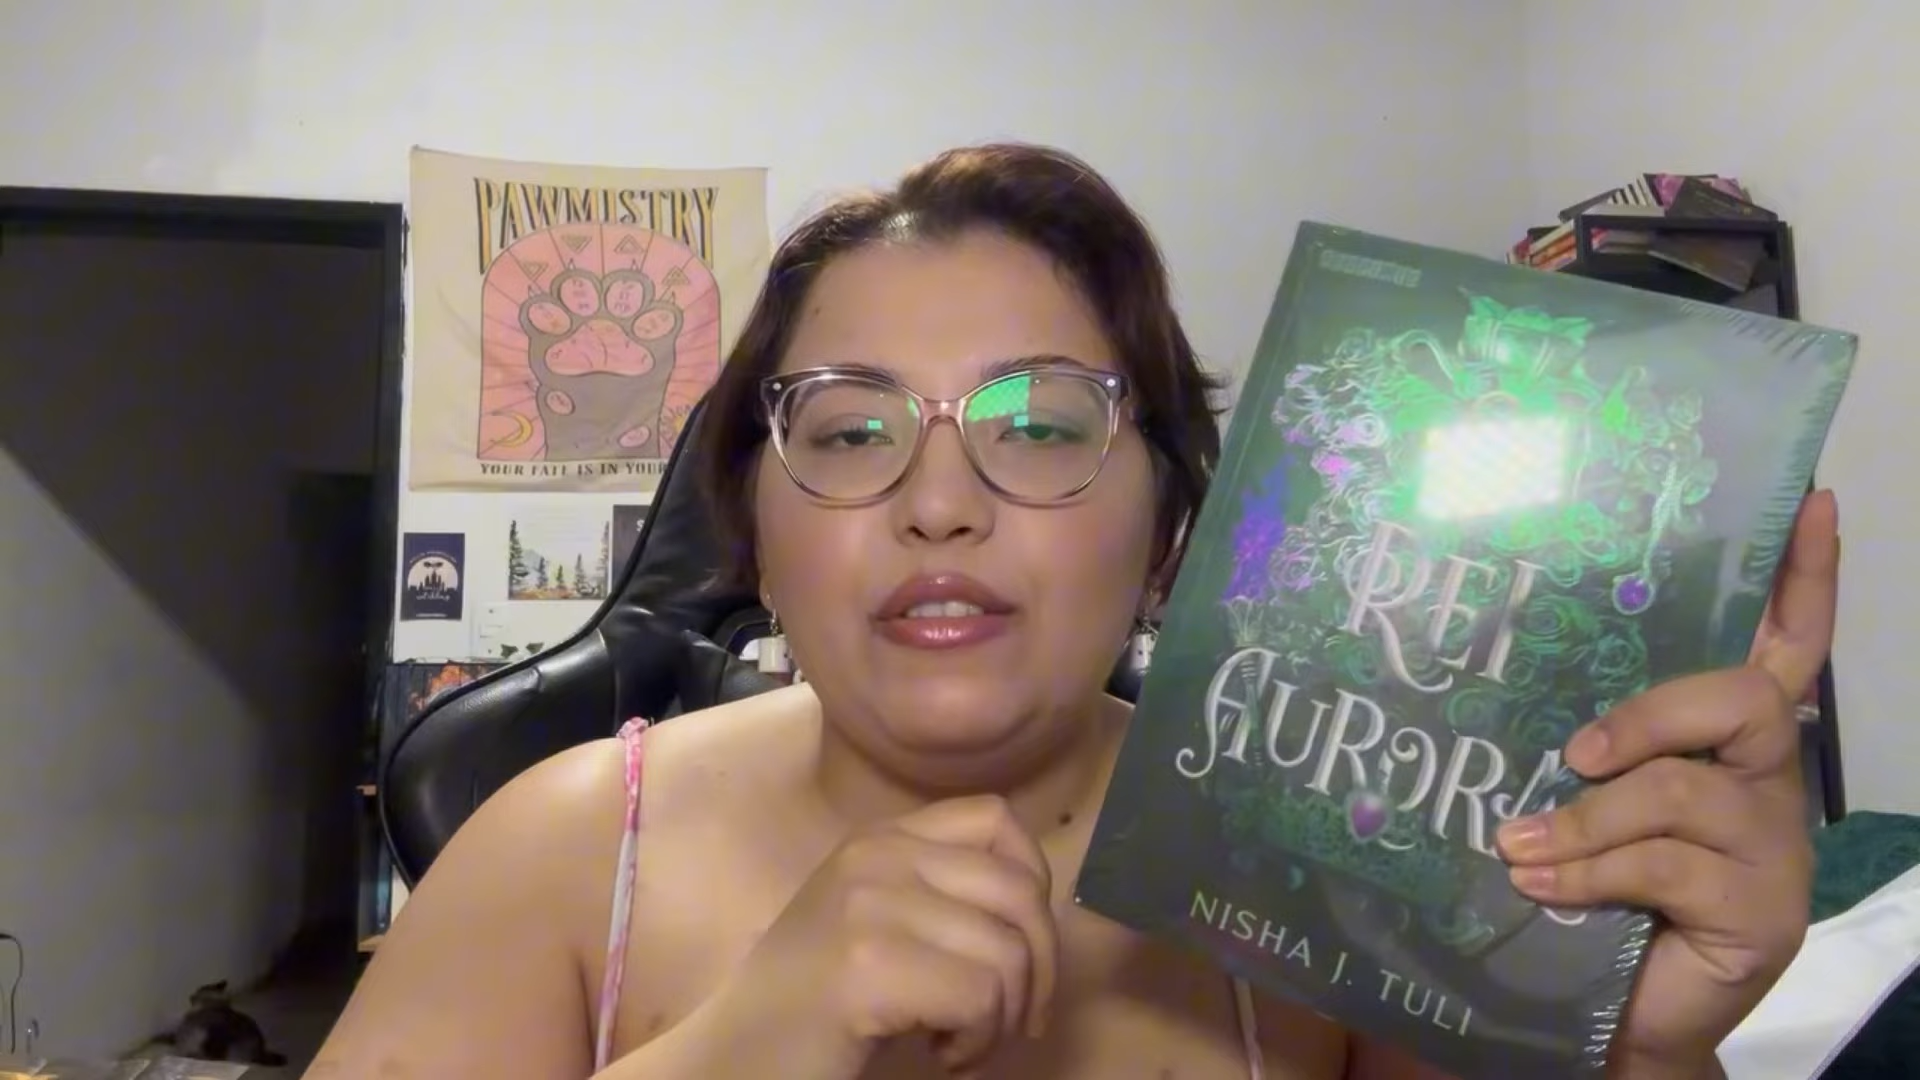 PAWMISTRY
YOUR FATE IS IN YOUR
REI
AURORA
NISHA J. TULI